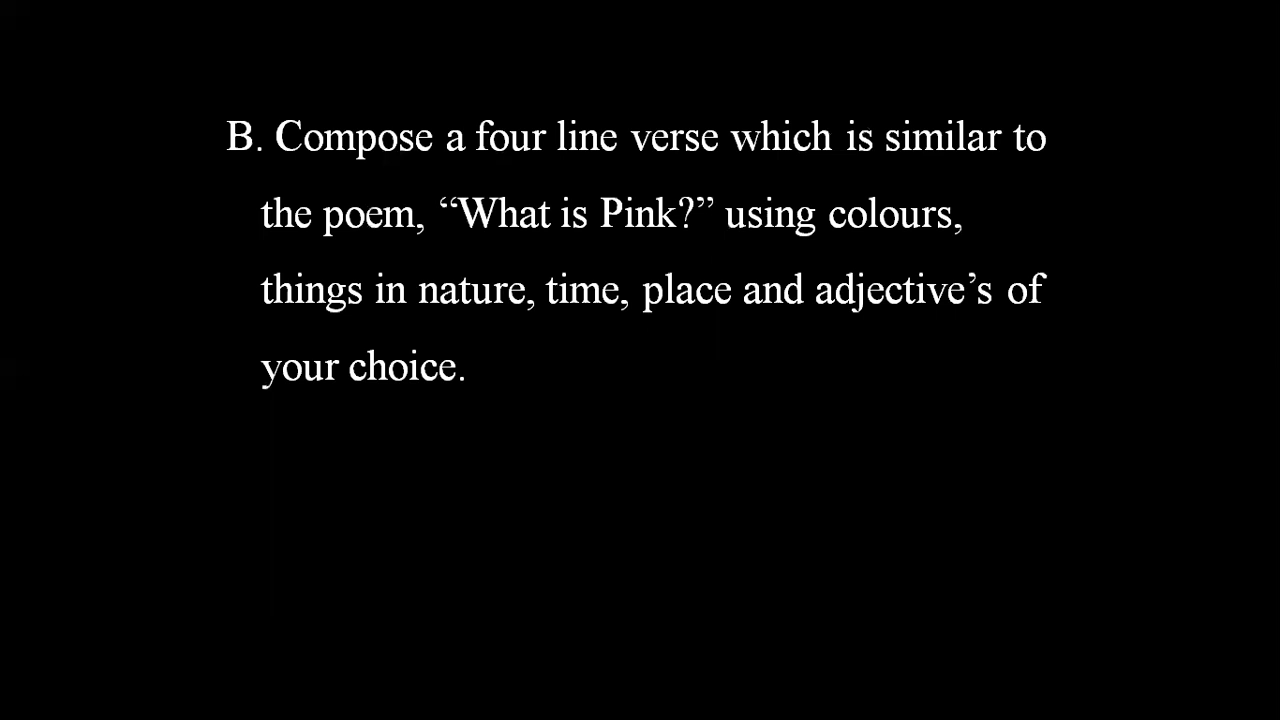 B. Compose a four line verse which is similar to
the poem, “What is Pink?” using colours,
things in nature, time, place and adjective’s of
your choice.